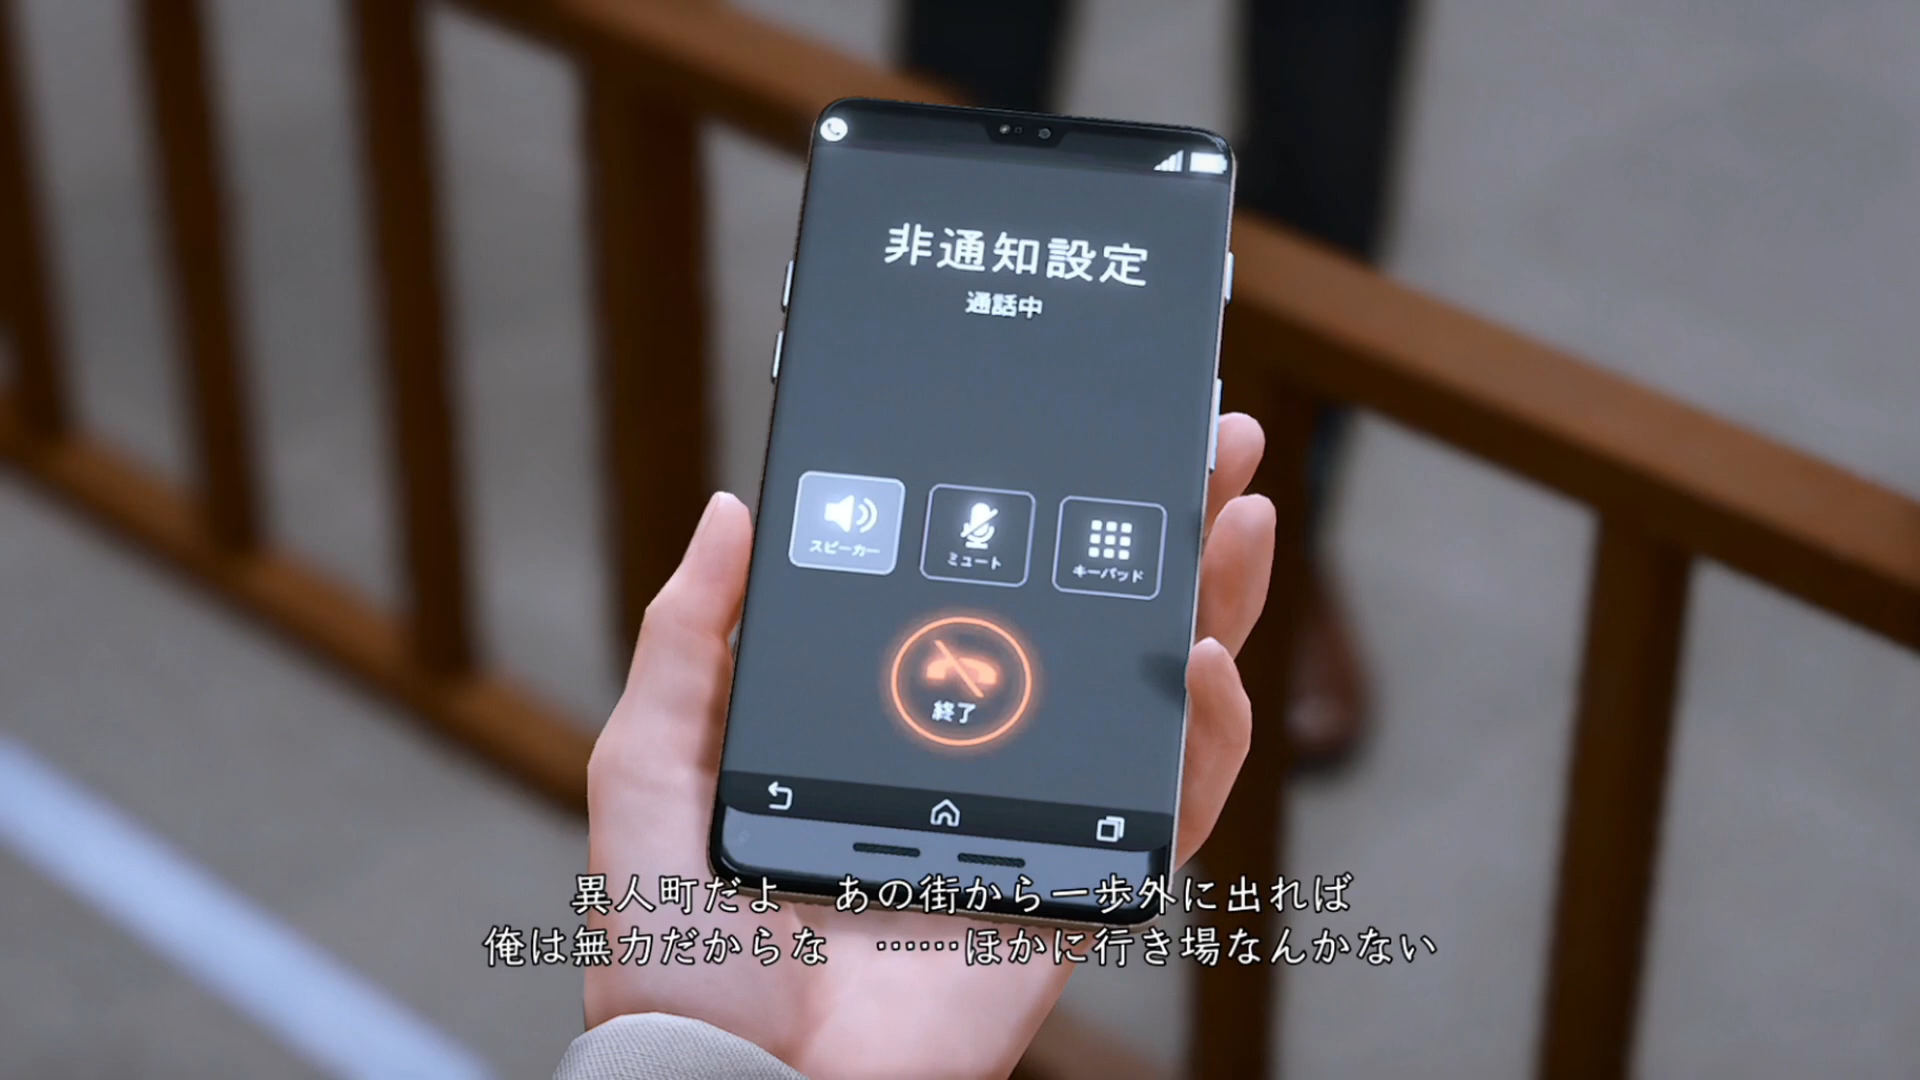 非通知設定
通話中
スピーカー
ミュート
キーパッド
終了
異人町だよ　あの街から一歩外に出れば
俺は無力だからな　……ほかに行き場なんかない